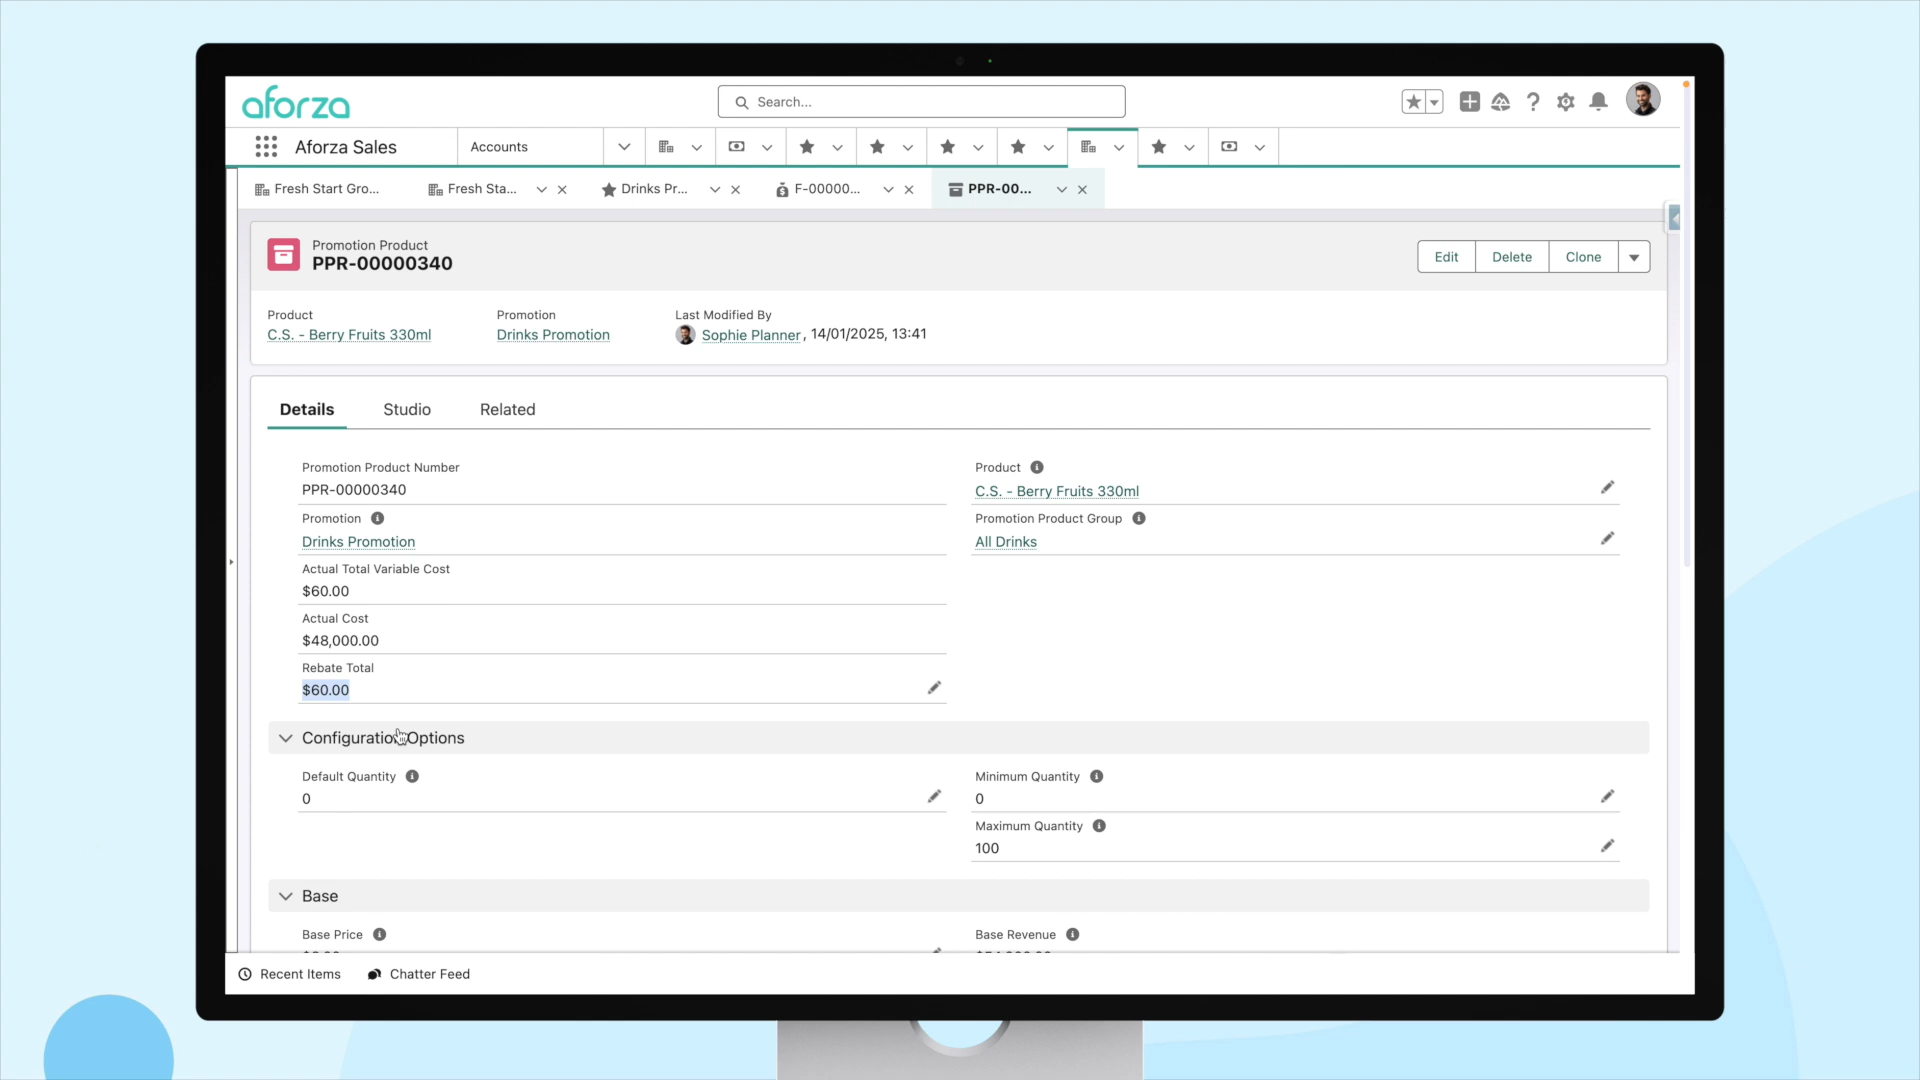 aforza
Search...
Aforza Sales
Accounts
Fresh Start Gro...
Fresh Sta...
Drinks Pr...
F-00000...
PPR-00...
Promotion Product
PPR-00000340
Edit
Delete
Clone
Product
Promotion
Last Modified By
C.S. - Berry Fruits 330ml
Drinks Promotion
Sophie Planner, 14/01/2025, 13:41
Details
Studio
Related
Promotion Product Number
PPR-00000340
Product
C.S. - Berry Fruits 330ml
Promotion
Drinks Promotion
Promotion Product Group
All Drinks
Actual Total Variable Cost
$60.00
Actual Cost
$48,000.00
Rebate Total
$60.00
Configuration Options
Default Quantity
0
Minimum Quantity
0
Maximum Quantity
100
Base
Base Price
Base Revenue
Recent Items
Chatter Feed